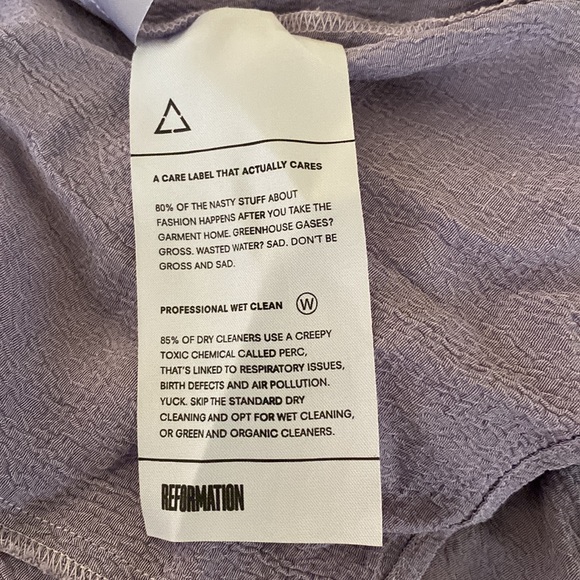 A CARE LABEL THAT ACTUALLY CARES
80% OF THE NASTY STUFF ABOUT
FASHION HAPPENS AFTER YOU TAKE THE
GARMENT HOME. GREENHOUSE GASES?
GROSS. WASTED WATER? SAD. DON'T BE
GROSS AND SAD.
PROFESSIONAL WET CLEAN W
85% OF DRY CLEANERS USE A CREEPY
TOXIC CHEMICAL CALLED PERC,
THAT'S LINKED TO RESPIRATORY ISSUES,
BIRTH DEFECTS AND AIR POLLUTION.
YUCK. SKIP THE STANDARD DRY
CLEANING AND OPT FOR WET CLEANING,
OR GREEN AND ORGANIC CLEANERS.
REFORMATION